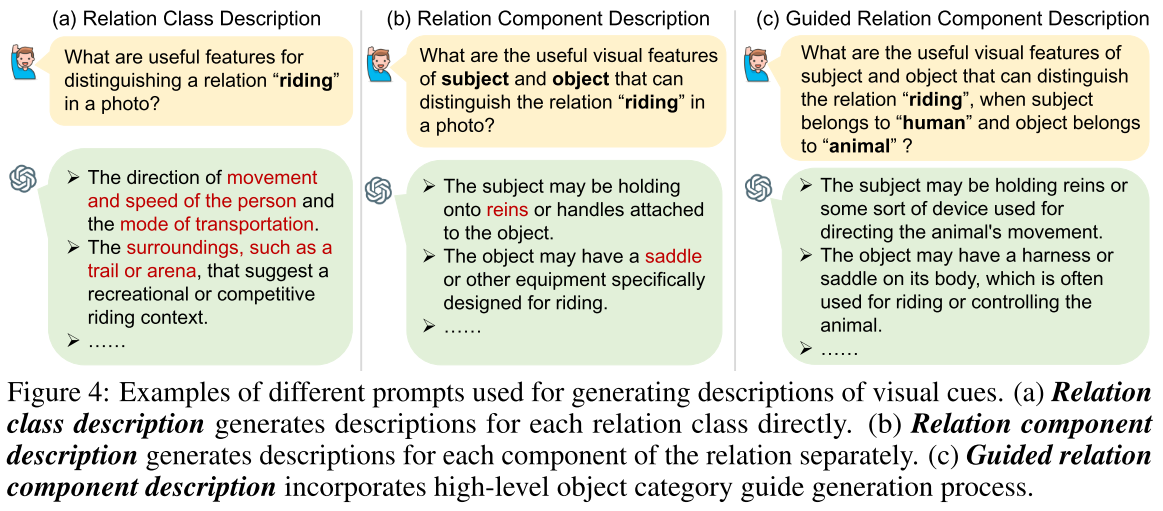 (a) Relation Class Description
What are useful features for
distinguishing a relation “riding”
in a photo?
➢ The direction of movement
and speed of the person and
the mode of transportation.
➢ The surroundings, such as a
trail or arena, that suggest a
recreational or competitive
riding context.
➢ ......
(b) Relation Component Description
What are the useful visual features
of subject and object that can
distinguish the relation “riding” in
a photo?
➢ The subject may be holding
onto reins or handles attached
to the object.
➢ The object may have a saddle
or other equipment specifically
designed for riding.
➢ ......
(c) Guided Relation Component Description
What are the useful visual features of
subject and object that can distinguish
the relation “riding”, when subject
belongs to “human” and object belongs
to “animal” ?
➢ The subject may be holding reins or
some sort of device used for
directing the animal's movement.
➢ The object may have a harness or
saddle on its body, which is often
used for riding or controlling the
animal.
➢ ......
Figure 4: Examples of different prompts used for generating descriptions of visual cues. (a) Relation
class description generates descriptions for each relation class directly. (b) Relation component
description generates descriptions for each component of the relation separately. (c) Guided relation
component description incorporates high-level object category guide generation process.